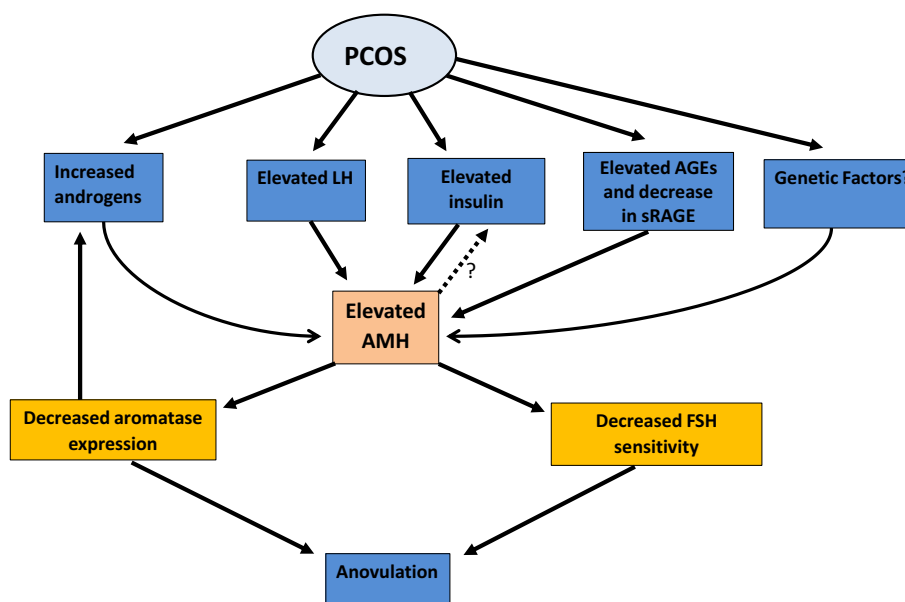 PCOS
Increased
androgens
Elevated LH
Elevated
insulin
Elevated AGEs
and decrease
in sRAGE
Genetic Factors?
?
Elevated
AMH
Decreased aromatase
expression
Decreased FSH
sensitivity
Anovulation